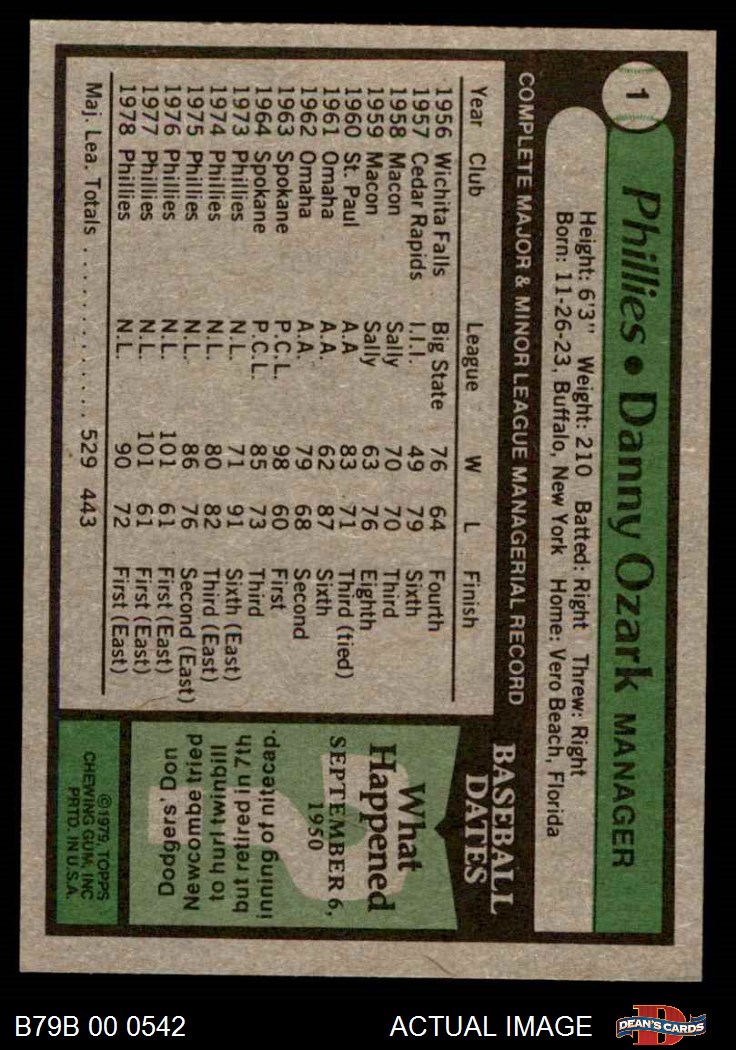 1
Phillies • Danny Ozark MANAGER
Height: 6'3" Weight: 210 Batted: Right Threw: Right
Born: 11-26-23, Buffalo, New York Home: Vero Beach, Florida
COMPLETE MAJOR & MINOR LEAGUE MANAGERIAL RECORD
Year Club League W L Finish
1956 Wichita Falls Big State 76 64 Fourth
1957 Cedar Rapids I.I.I. 49 79 Sixth
1958 Macon Sally 70 70 Third
1959 Macon Sally 63 76 Eighth
1960 St. Paul A.A 83 71 Third (tied)
1961 Omaha A.A. 62 87 Sixth
1962 Omaha A.A. 79 68 Second
1963 Spokane P.C.L. 98 60 First
1964 Spokane P.C.L. 85 73 Third
1973 Phillies N.L. 71 91 Sixth (East)
1974 Phillies N.L. 80 82 Third (East)
1975 Phillies N.L. 86 76 Second (East)
1976 Phillies N.L. 101 61 First (East)
1977 Phillies N.L. 101 61 First (East)
1978 Phillies N.L. 90 72 First (East)
Maj. Lea. Totals . . . . . . . . . . . . . . 529 443
BASEBALL
DATES
What
Happened
SEPTEMBER 6,
1950
Dodgers' Don
Newcombe tried
to hurl twinbill
but retired in 7th
inning of nitecap.
©1979, TOPPS
CHEWING GUM, INC
PRTD. IN U.S.A.
B79B 00 0542
ACTUAL IMAGE
D
DEAN'S CARDS